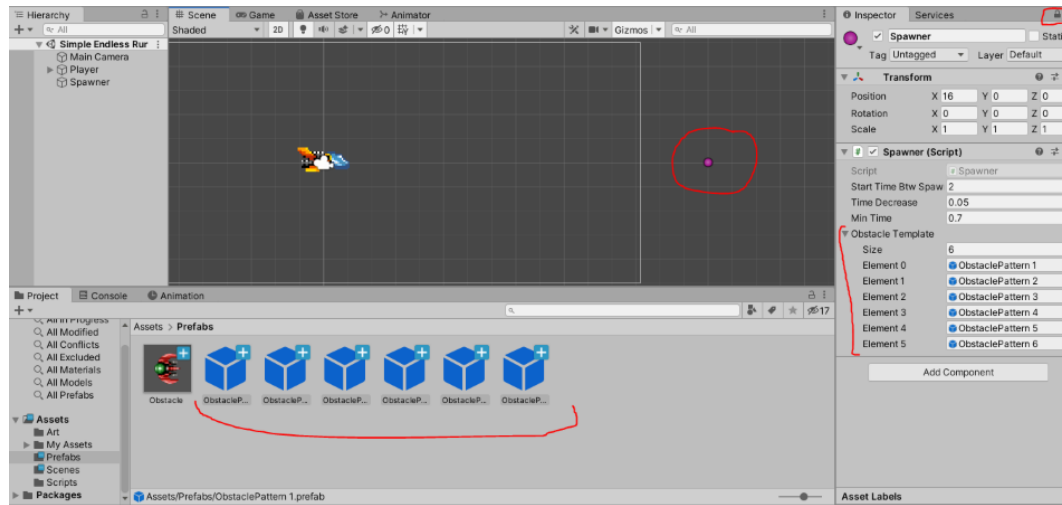 Hierarchy
All
Simple Endless Rur
Main Camera
Player
Spawner
Scene
Game
Asset Store
Animator
Shaded
2D
0
Gizmos
All
Inspector
Services
Spawner
Stati
Tag Untagged
Layer Default
Transform
Position X 16 Y 0 Z 0
Rotation X 0 Y 0 Z 0
Scale X 1 Y 1 Z 1
Spawner (Script)
Script Spawner
Start Time Btw Spaw 2
Time Decrease 0.05
Min Time 0.7
Obstacle Template
Size 6
Element 0 ObstaclePattern 1
Element 1 ObstaclePattern 2
Element 2 ObstaclePattern 3
Element 3 ObstaclePattern 4
Element 4 ObstaclePattern 5
Element 5 ObstaclePattern 6
Add Component
Asset Labels
Project
Console
Animation
17
All In Progress
All Modified
All Conflicts
All Excluded
All Materials
All Models
All Prefabs
Assets
Art
My Assets
Prefabs
Scenes
Scripts
Packages
Assets > Prefabs
Obstacle
ObstacleP...
ObstacleP...
ObstacleP...
ObstacleP...
ObstacleP...
ObstacleP...
Assets/Prefabs/ObstaclePattern 1.prefab